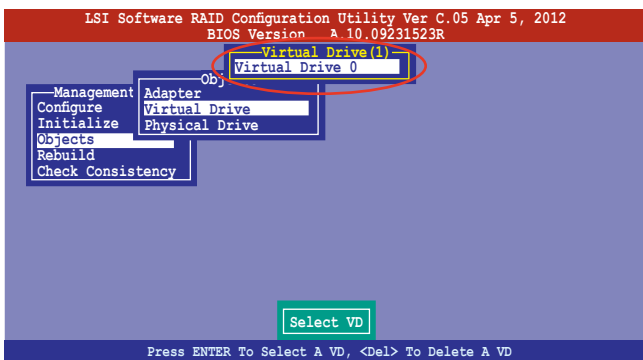 LSI Software RAID Configuration Utility Ver C.05 Apr 5, 2012
BIOS Version A.10.09231523R
Virtual Drive(1)
Virtual Drive 0
Obj
Adapter
Virtual Drive
Physical Drive
Management
Configure
Initialize
Objects
Rebuild
Check Consistency
Select VD
Press ENTER To Select A VD, <Del> To Delete A VD